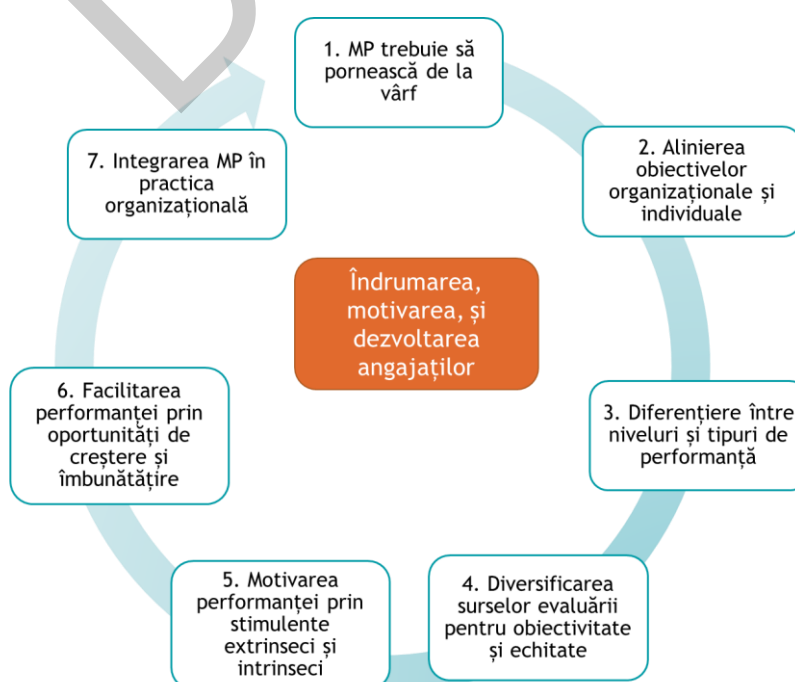 1. MP trebuie să
pornească de la
vârf
2. Alinierea
obiectivelor
organizaționale și
individuale
3. Diferențiere între
niveluri și tipuri de
performanță
4. Diversificarea
surselor evaluării
pentru obiectivitate
și echitate
5. Motivarea
performanței prin
stimulente
extrinseci și
intrinseci
6. Facilitarea
performanței prin
oportunități de
creștere și
îmbunătățire
7. Integrarea MP în
practica
organizațională
Îndrumarea,
motivarea, și
dezvoltarea
angajaților